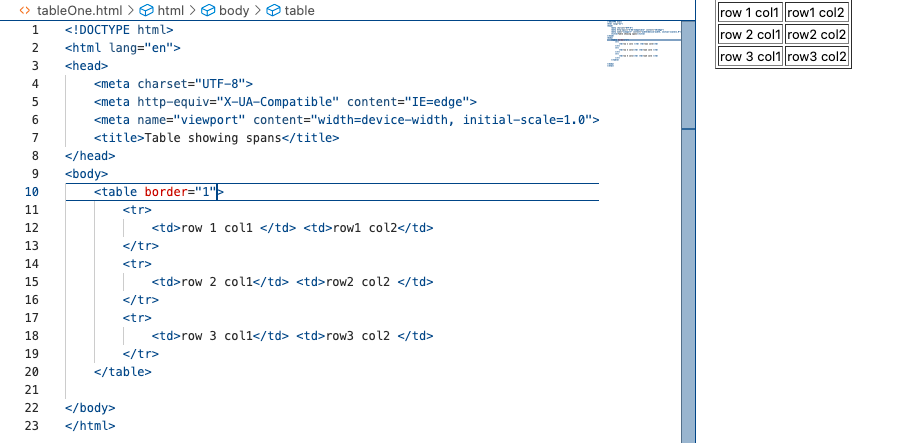 <> tableOne.html > html > body > table
1 <!DOCTYPE html>
2 <html lang="en">
3 <head>
4 <meta charset="UTF-8">
5 <meta http-equiv="X-UA-Compatible" content="IE=edge">
6 <meta name="viewport" content="width=device-width, initial-scale=1.0">
7 <title>Table showing spans</title>
8 </head>
9 <body>
10 <table border="1">
11 <tr>
12 <td>row 1 col1 </td> <td>row1 col2</td>
13 </tr>
14 <tr>
15 <td>row 2 col1</td> <td>row2 col2 </td>
16 </tr>
17 <tr>
18 <td>row 3 col1</td> <td>row3 col2 </td>
19 </tr>
20 </table>
21
22 </body>
23 </html>
row 1 col1 row1 col2
row 2 col1 row2 col2
row 3 col1 row3 col2